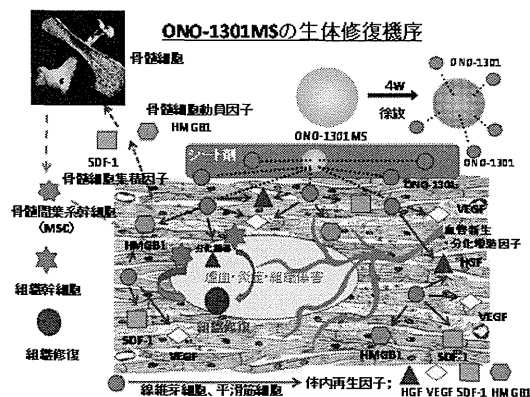 ONO-1301MSの生体修復機序
骨髄細胞
骨髄細胞動員因子
HMGB1
SDF-1
骨髄細胞集積因子
骨髄間葉系幹細胞
(MSC)
組織幹細胞
組織修復
ONO-1301MS
4w
徐放
ONO-1301
ONO-1301
シート剤
ONO-1301
HGF
VEGF
VEGF
血管新生
・分化増殖因子
HGF
HMGB1
虚血・炎症・組織傷害
組織修復
SDF-1
VEGF
HMGB1
SDF-1
線維芽細胞、平滑筋細胞
体内再生因子;
HGF VEGF SDF-1 HMGB1